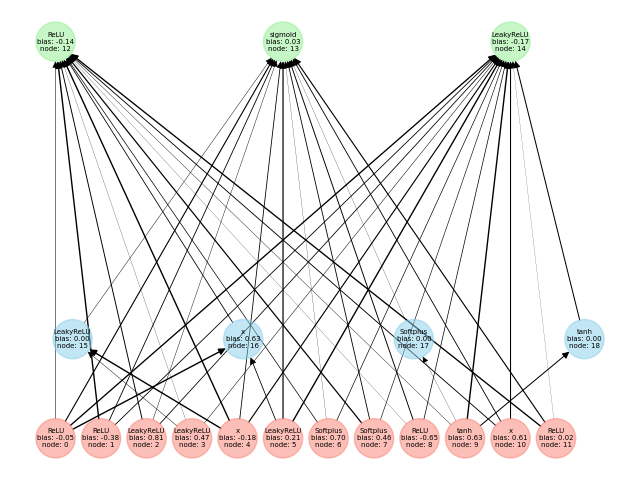 ReLU
bias: -0.14
node: 12
sigmoid
bias: 0.03
node: 13
LeakyReLU
bias: -0.17
node: 14
LeakyReLU
bias: 0.00
node: 15
x
bias: 0.63
node: 16
Softplus
bias: 0.00
node: 17
tanh
bias: 0.00
node: 18
ReLU
bias: -0.05
node: 0
ReLU
bias: -0.38
node: 1
LeakyReLU
bias: 0.81
node: 2
LeakyReLU
bias: 0.47
node: 3
x
bias: -0.18
node: 4
LeakyReLU
bias: 0.21
node: 5
Softplus
bias: 0.70
node: 6
Softplus
bias: 0.46
node: 7
ReLU
bias: -0.65
node: 8
tanh
bias: 0.63
node: 9
x
bias: 0.61
node: 10
ReLU
bias: 0.02
node: 11